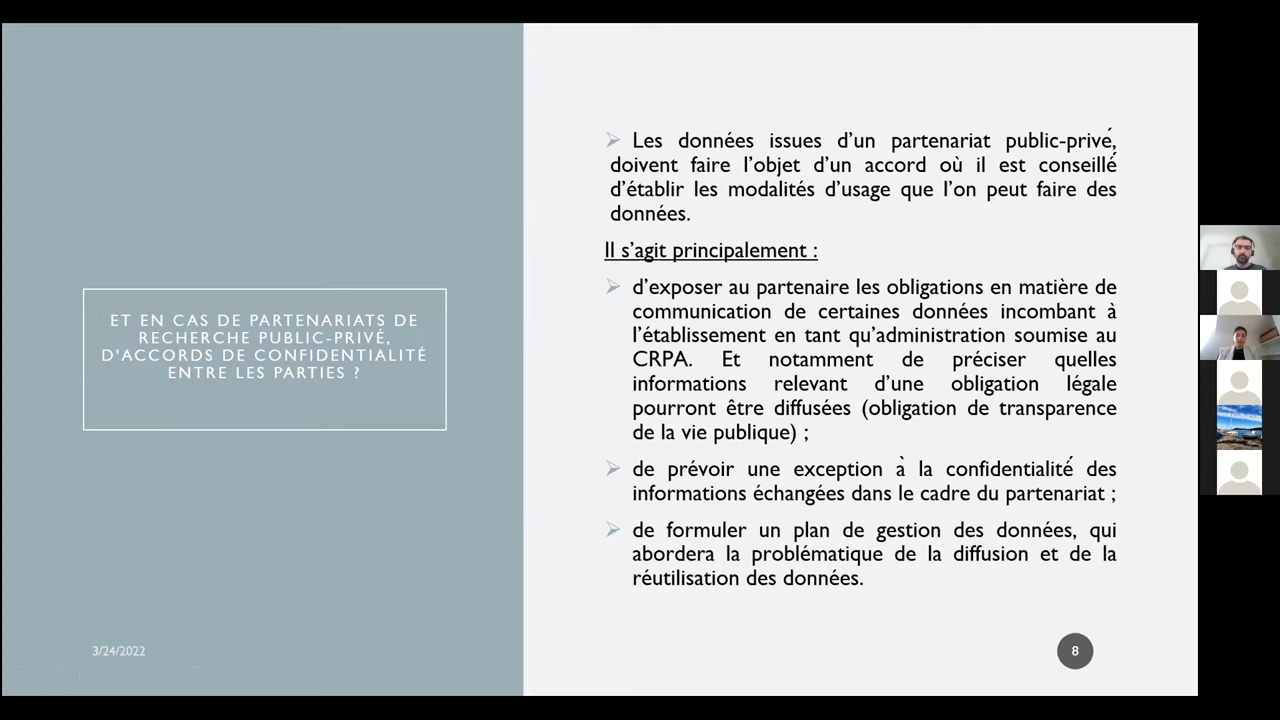 ET EN CAS DE PARTENARIATS DE
RECHERCHE PUBLIC-PRIVÉ,
D'ACCORDS DE CONFIDENTIALITÉ
ENTRE LES PARTIES ?
3/24/2022
Les données issues d'un partenariat public-privé,
doivent faire l'objet d'un accord où il est conseillé
d'établir les modalités d'usage que l'on peut faire des
données.
Il s'agit principalement :
d'exposer au partenaire les obligations en matière de
communication de certaines données incombant à
l'établissement en tant qu'administration soumise au
CRPA. Et notamment de préciser quelles
informations relevant d'une obligation légale
pourront être diffusées (obligation de transparence
de la vie publique) ;
de prévoir une exception à la confidentialité des
informations échangées dans le cadre du partenariat ;
de formuler un plan de gestion des données, qui
abordera la problématique de la diffusion et de la
réutilisation des données.
8